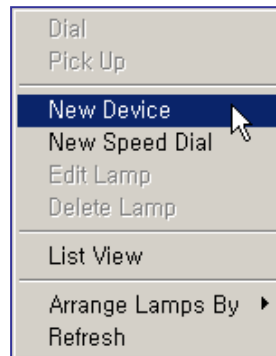 Dial
Pick Up
New Device
New Speed Dial
Edit Lamp
Delete Lamp
List View
Arrange Lamps By
Refresh